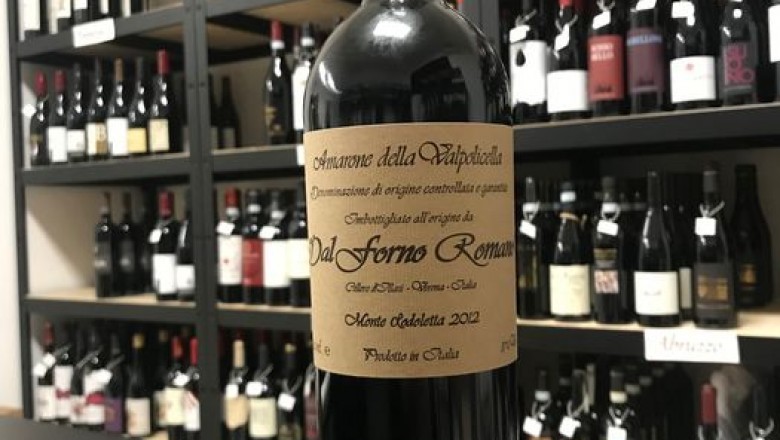 Amarone della Valpolicella
Denominazione di origine controllata e garantita
Imbottigliato all'origine da
Dal Forno Romano
Cellore d'Illasi - Verona - Italia
Monte Lodoletta 2012
Prodotto in Italia
Abruzzo